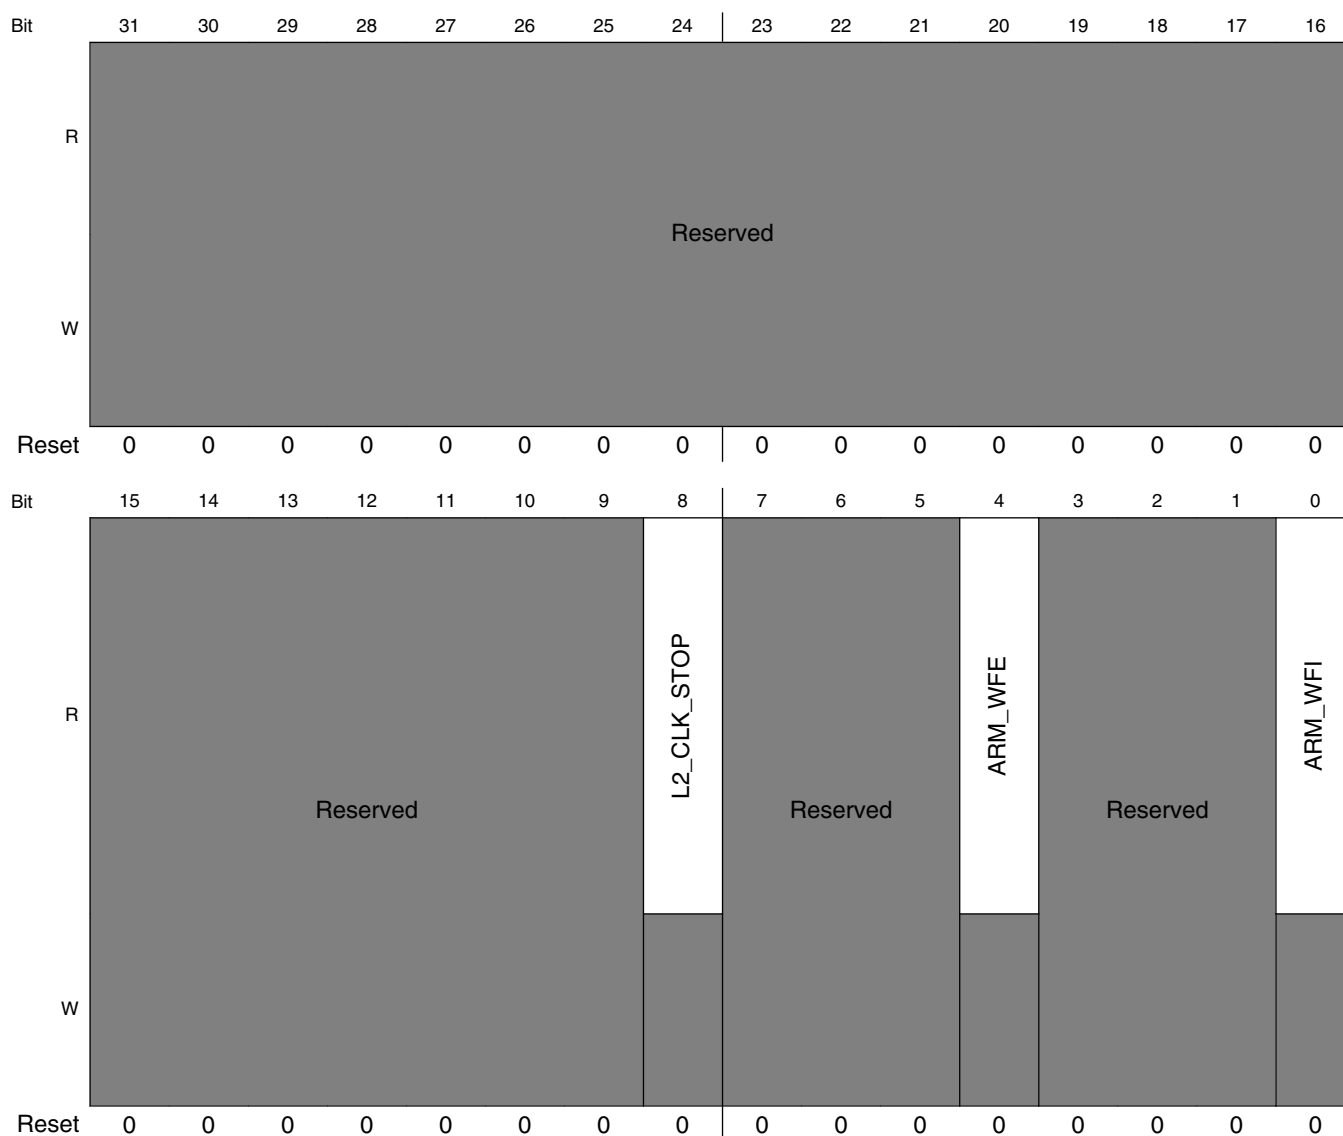 Bit 31 30 29 28 27 26 25 24 23 22 21 20 19 18 17 16
R
Reserved
W
Reset 0 0 0 0 0 0 0 0 0 0 0 0 0 0 0 0
Bit 15 14 13 12 11 10 9 8 7 6 5 4 3 2 1 0
R
L2_CLK_STOP
ARM_WFE
ARM_WFI
Reserved Reserved Reserved
W
Reset 0 0 0 0 0 0 0 0 0 0 0 0 0 0 0 0